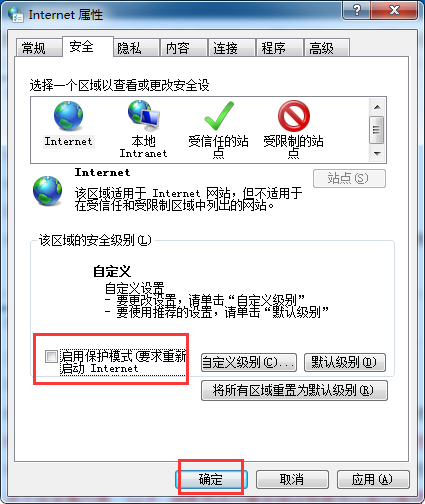 Internet 属性
常规 安全 隐私 内容 连接 程序 高级
选择一个区域以查看或更改安全设
Internet 本地 Intranet 受信任的站点 受限制的站点
Internet
该区域适用于 Internet 网站,但不适用于
在受信任和受限制区域中列出的网站。
站点(S)
该区域的安全级别(L)
自定义
自定义设置
- 要更改设置,请单击“自定义级别”
- 要使用推荐的设置,请单击“默认级别”
启用保护模式(要求重新
启动 Internet
自定义级别(C)... 默认级别(D)
将所有区域重置为默认级别(R)
确定 取消 应用(A)